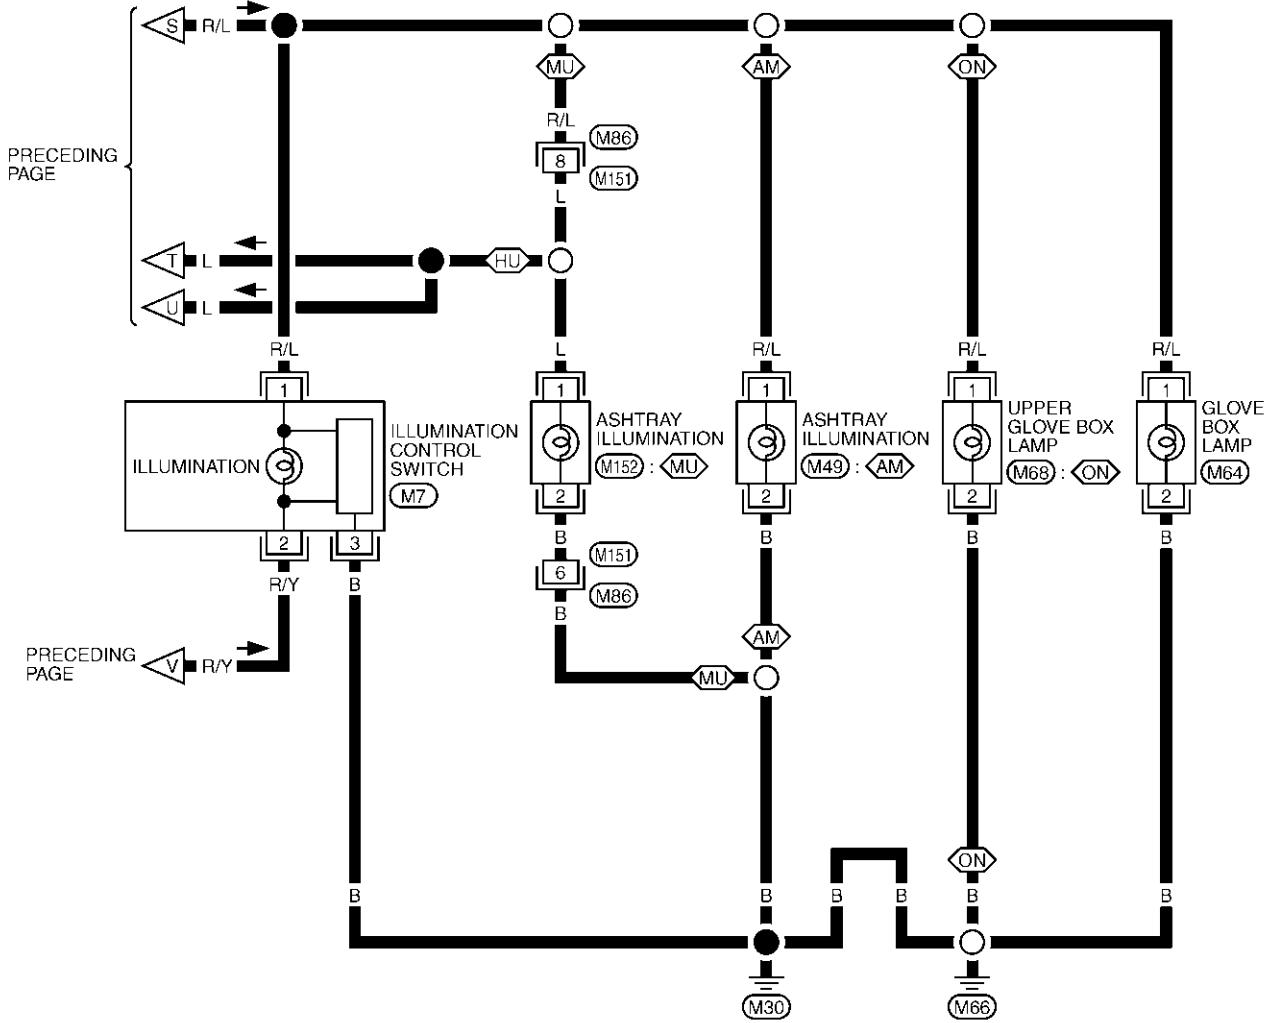 S R/L
MU AM ON
R/L
M86
8
M151
PRECEDING
PAGE
L
T L HU
U L
R/L L R/L R/L R/L
1 1 1 1 1
ILLUMINATION
CONTROL
SWITCH
M7
ILLUMINATION
ASHTRAY
ILLUMINATION
M152 : MU
ASHTRAY
ILLUMINATION
M49 : AM
UPPER
GLOVE BOX
LAMP
M68 : ON
GLOVE
BOX
LAMP
M64
2 2 2 2
2 3
B B B B
M151
6
M86
R/Y B
B
AM
PRECEDING
PAGE
V R/Y
MU
ON
B B B B B B
M30 M66